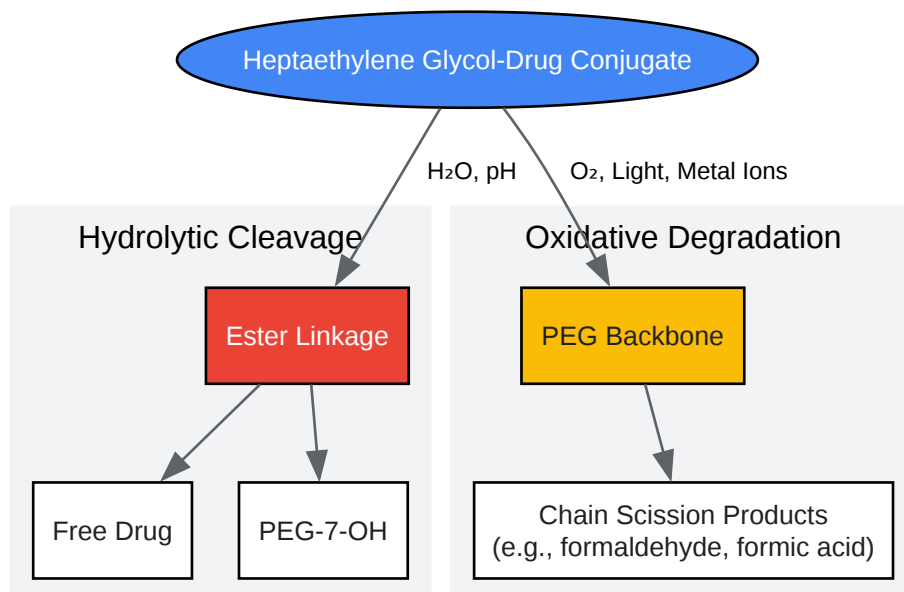 Heptaethylene Glycol-Drug Conjugate
H₂O, pH
O₂, Light, Metal Ions
Hydrolytic Cleavage
Oxidative Degradation
Ester Linkage
PEG Backbone
Free Drug
PEG-7-OH
Chain Scission Products
(e.g., formaldehyde, formic acid)